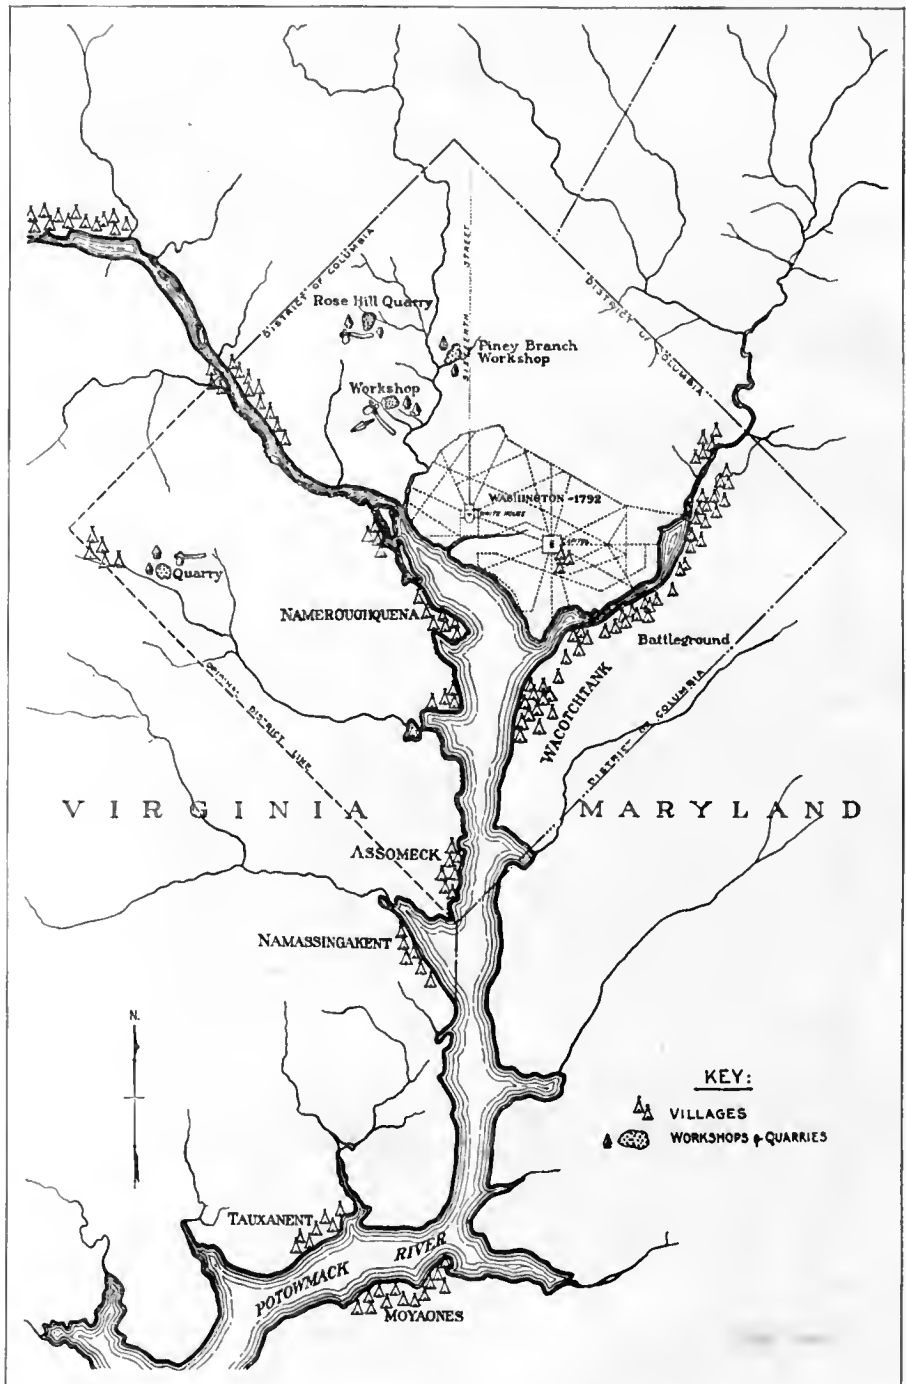 DISTRICT OF COLUMBIA
SIXTEENTH STREET
DISTRICT OF COLUMBIA
Rose Hill Quarry
Piney Branch
Workshop
Workshop
WASHINGTON-1792
WHITE HOUSE
Quarry
NAMEROUGHQUENA
Battleground
WACOTCHTANK
ORIGINAL DISTRICT LINE
DISTRICT OF COLUMBIA
VIRGINIA
MARYLAND
ASSOMECK
NAMASSINGAKENT
N.
KEY:
VILLAGES
WORKSHOPS & QUARRIES
TAUXANENT
POTOWMACK RIVER
MOYAONES